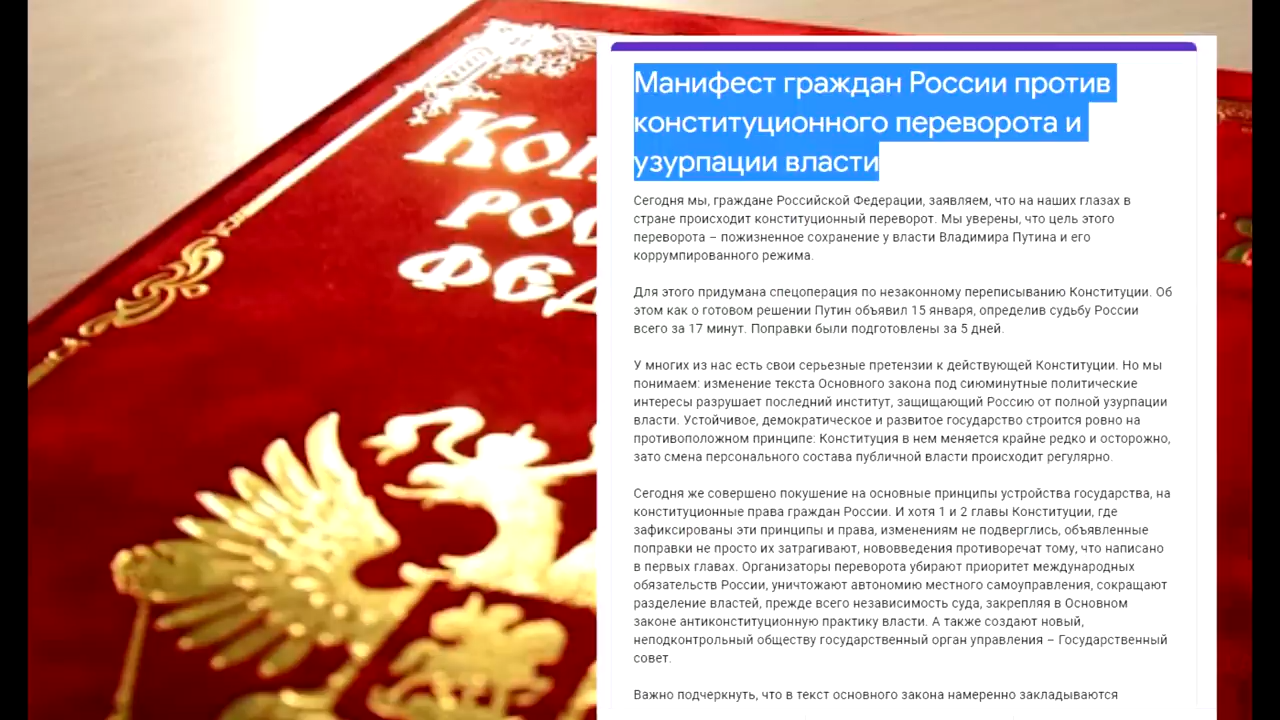 Манифест граждан России против
конституционного переворота и
узурпации власти
Сегодня мы, граждане Российской Федерации, заявляем, что на наших глазах в
стране происходит конституционный переворот. Мы уверены, что цель этого
переворота – пожизненное сохранение у власти Владимира Путина и его
коррумпированного режима.
Для этого придумана спецоперация по незаконному переписыванию Конституции. Об
этом как о готовом решении Путин объявил 15 января, определив судьбу России
всего за 17 минут. Поправки были подготовлены за 5 дней.
У многих из нас есть свои серьезные претензии к действующей Конституции. Но мы
понимаем: изменение текста Основного закона под сиюминутные политические
интересы разрушает последний институт, защищающий Россию от полной узурпации
власти. Устойчивое, демократическое и развитое государство строится ровно на
противоположном принципе: Конституция в нем меняется крайне редко и осторожно,
зато смена персонального состава публичной власти происходит регулярно.
Сегодня же совершено покушение на основные принципы устройства государства, на
конституционные права граждан России. И хотя 1 и 2 главы Конституции, где
зафиксированы эти принципы и права, изменениям не подверглись, объявленные
поправки не просто их затрагивают, нововведения противоречат тому, что написано
в первых главах. Организаторы переворота убирают приоритет международных
обязательств России, уничтожают автономию местного самоуправления, сокращают
разделение властей, прежде всего независимость суда, закрепляя в Основном
законе антиконституционную практику власти. А также создают новый,
неподконтрольный обществу государственный орган управления – Государственный
совет.
Важно подчеркнуть, что в текст основного закона намеренно закладываются